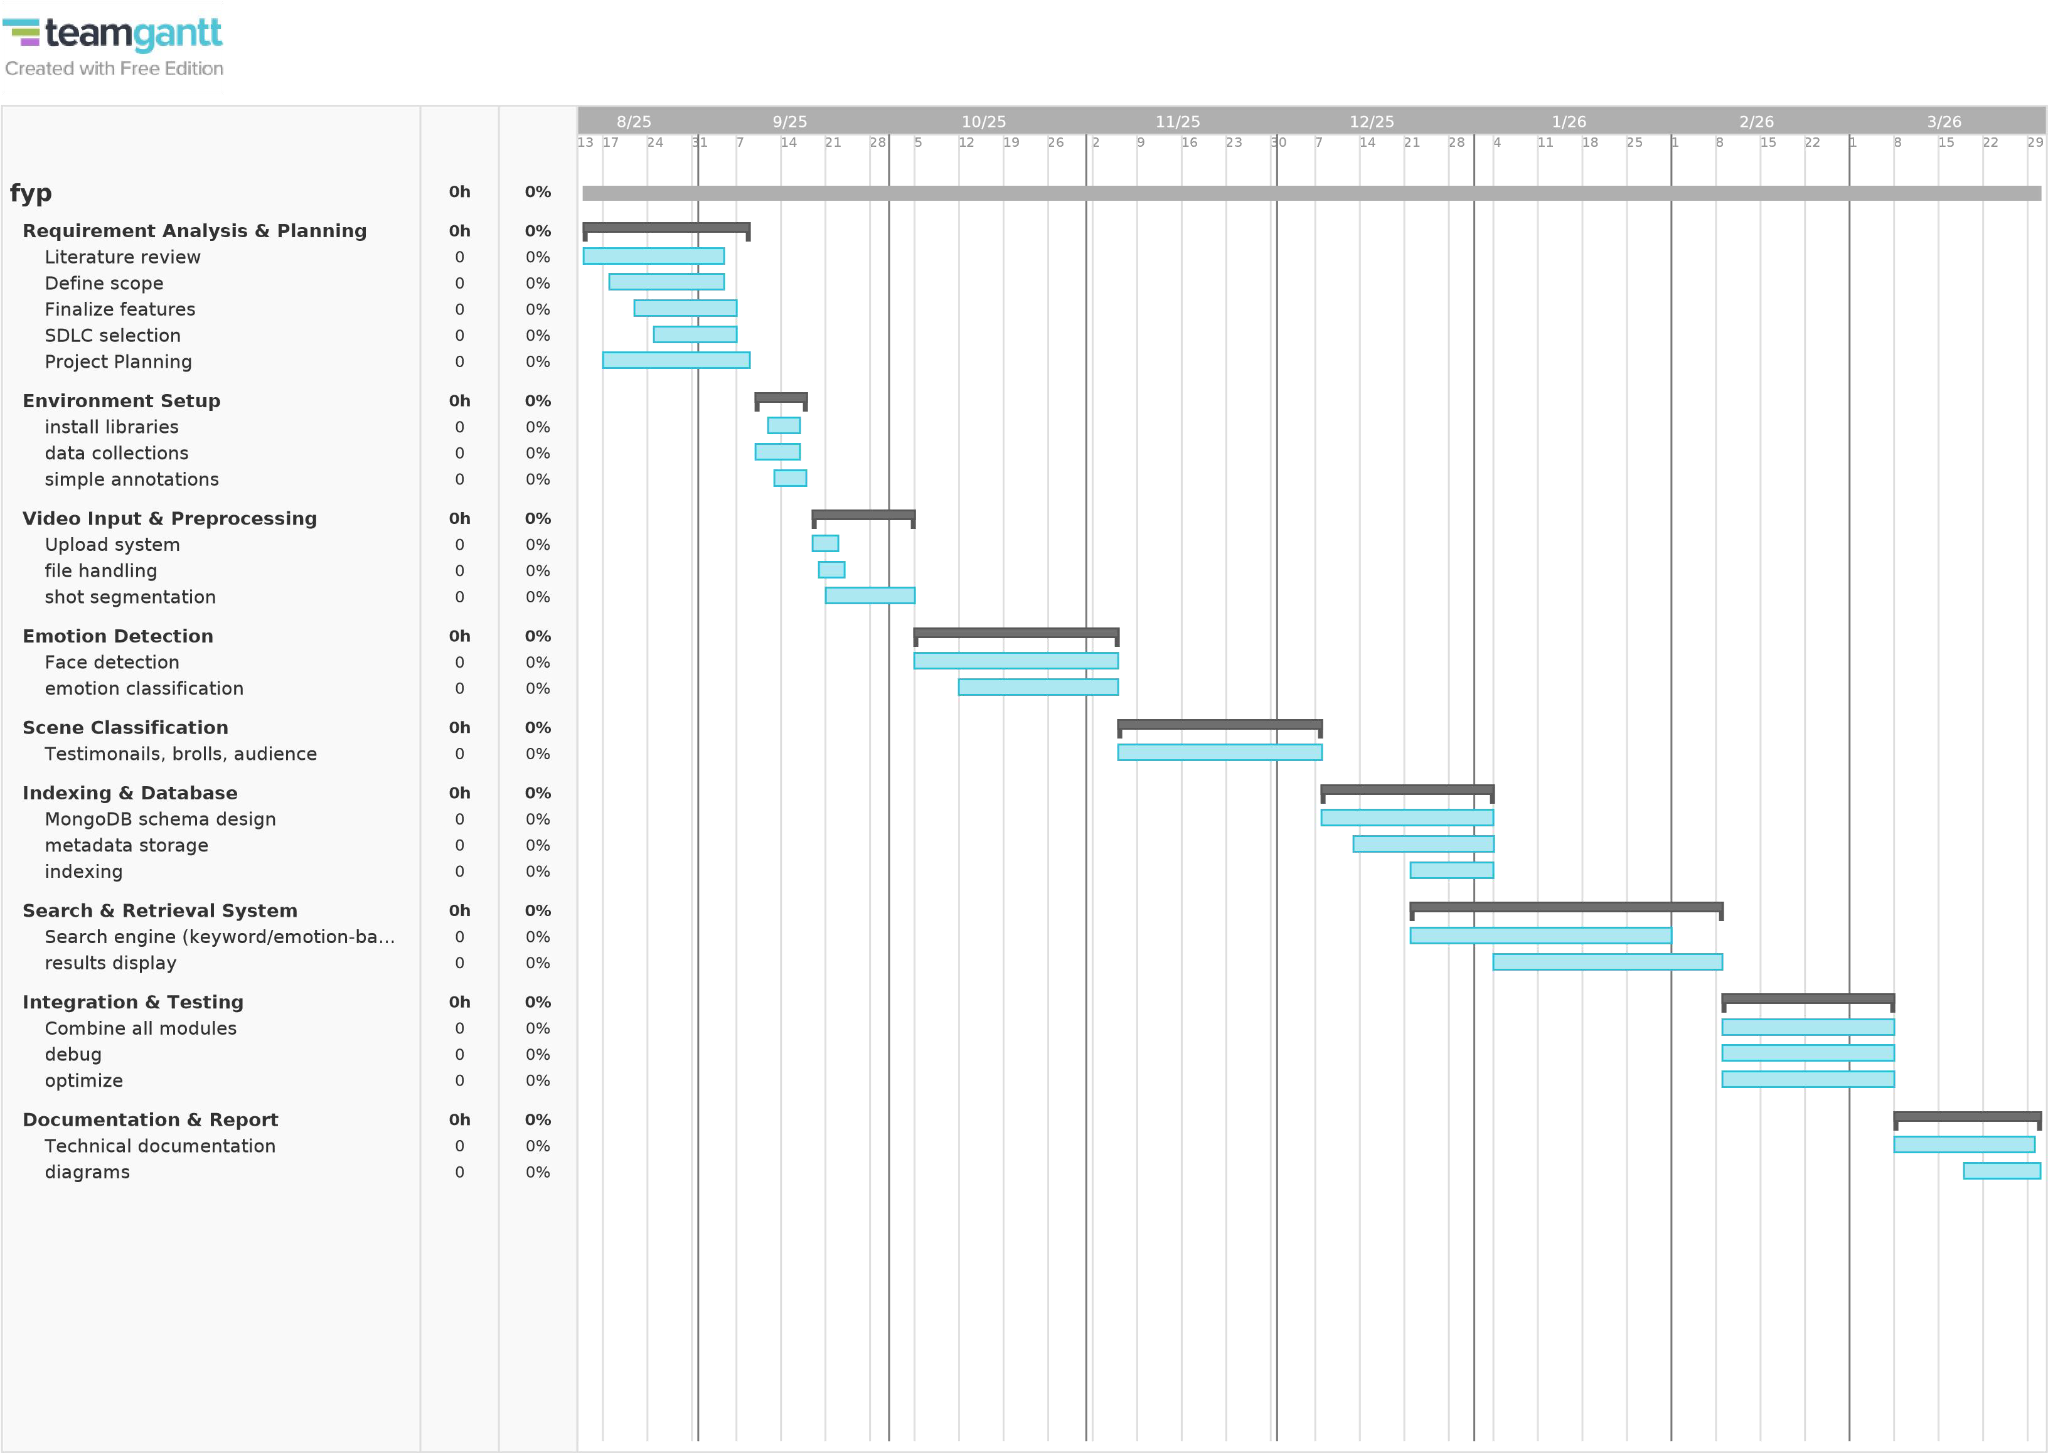 teamgantt
Created with Free Edition
8/25 9/25 10/25 11/25 12/25 1/26 2/26 3/26
13 17 24 31 7 14 21 28 5 12 19 26 2 9 16 23 30 7 14 21 28 4 11 18 25 1 8 15 22 1 8 15 22 29
fyp 0h 0%
Requirement Analysis & Planning 0h 0%
Literature review 0 0%
Define scope 0 0%
Finalize features 0 0%
SDLC selection 0 0%
Project Planning 0 0%
Environment Setup 0h 0%
install libraries 0 0%
data collections 0 0%
simple annotations 0 0%
Video Input & Preprocessing 0h 0%
Upload system 0 0%
file handling 0 0%
shot segmentation 0 0%
Emotion Detection 0h 0%
Face detection 0 0%
emotion classification 0 0%
Scene Classification 0h 0%
Testimonails, brolls, audience 0 0%
Indexing & Database 0h 0%
MongoDB schema design 0 0%
metadata storage 0 0%
indexing 0 0%
Search & Retrieval System 0h 0%
Search engine (keyword/emotion-ba... 0 0%
results display 0 0%
Integration & Testing 0h 0%
Combine all modules 0 0%
debug 0 0%
optimize 0 0%
Documentation & Report 0h 0%
Technical documentation 0 0%
diagrams 0 0%